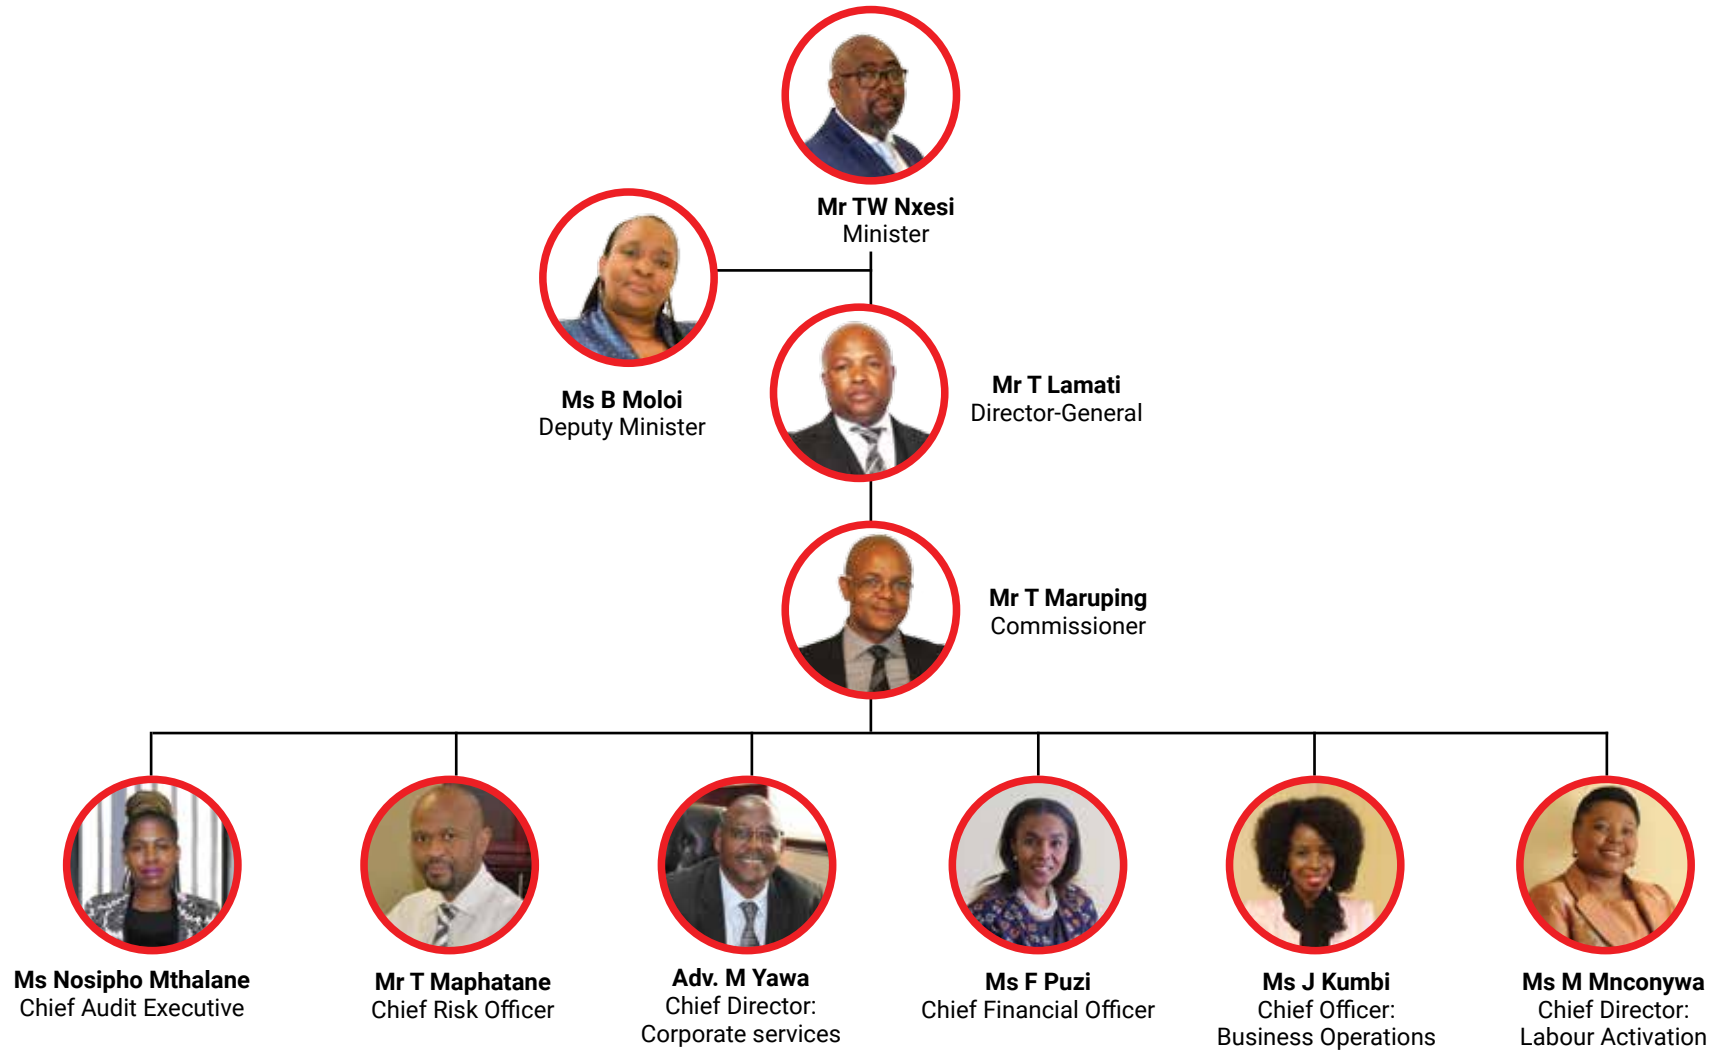 Mr TW Nxesi
Minister
Ms B Moloi
Deputy Minister
Mr T Lamati
Director-General
Mr T Maruping
Commissioner
Ms Nosipho Mthalane
Chief Audit Executive
Mr T Maphatane
Chief Risk Officer
Adv. M Yawa
Chief Director:
Corporate services
Ms F Puzi
Chief Financial Officer
Ms J Kumbi
Chief Officer:
Business Operations
Ms M Mnconywa
Chief Director:
Labour Activation